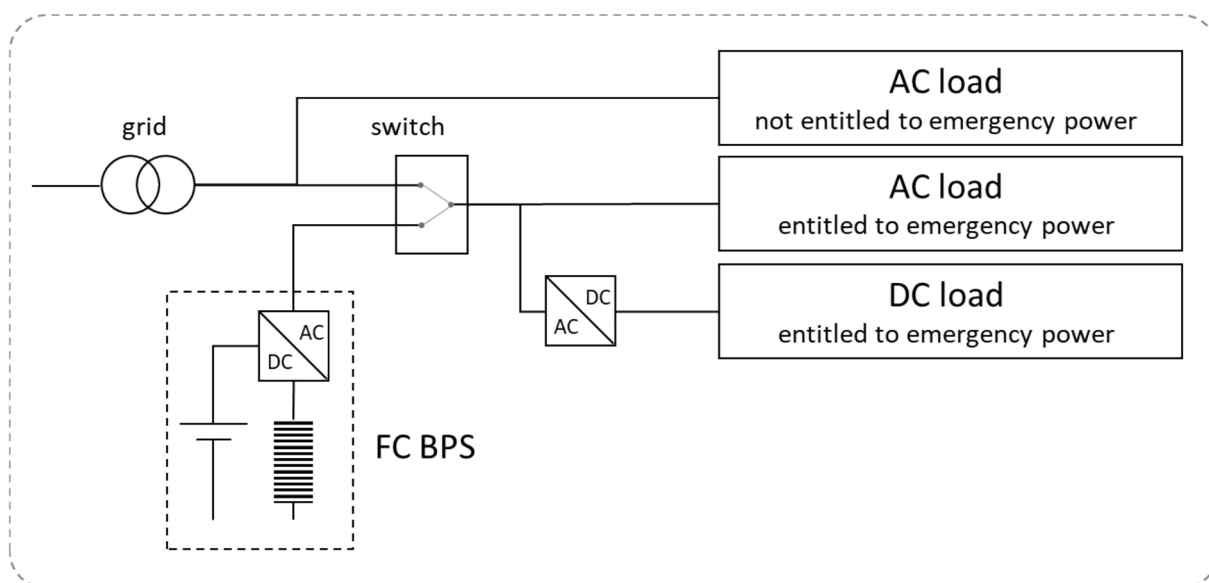 AC load
not entitled to emergency power
grid
switch
AC load
entitled to emergency power
DC load
entitled to emergency power
DC
AC
AC
DC
FC BPS